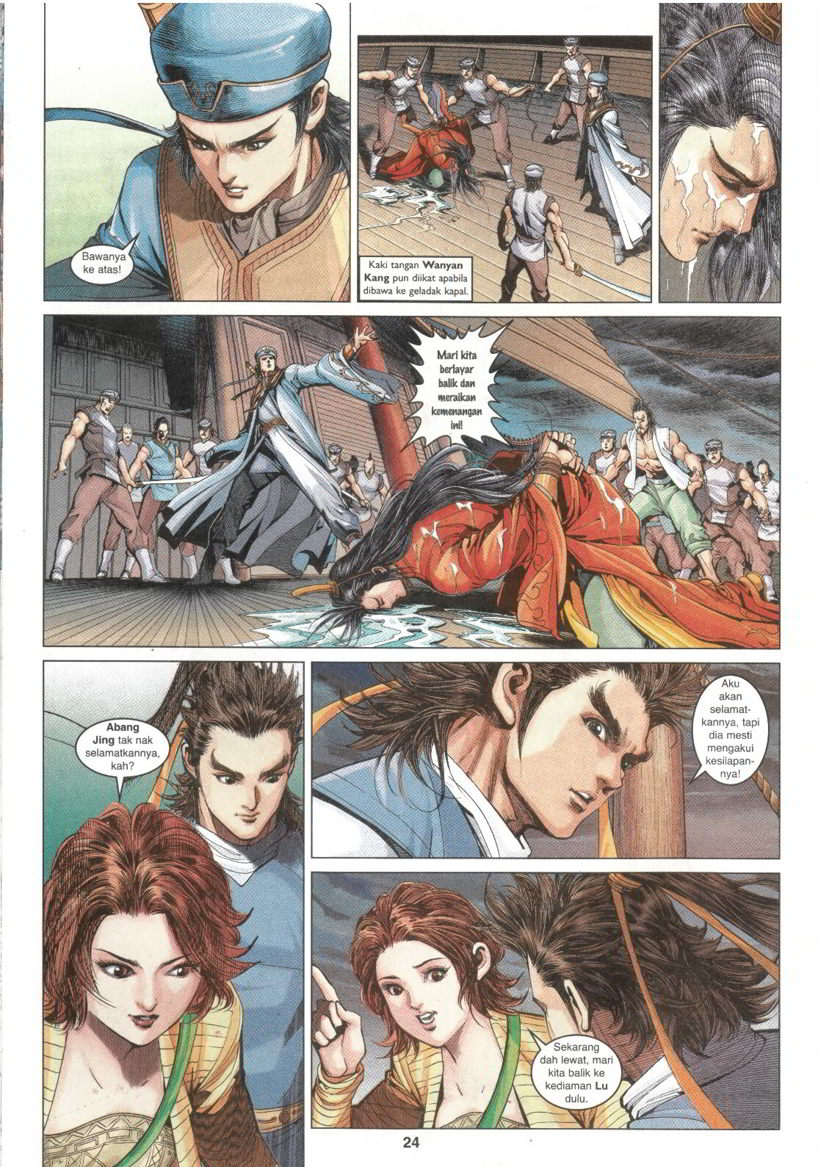 Bawanya
ke atas!
Kaki tangan Wanyan
Kang pun diikat apabila
dibawa ke geladak kapal.
Mari kita
berlayar
balik dan
meraikan
kemenangan
ini!
Abang
Jing tak nak
selamatkannya,
kah?
Aku
akan
selamat-
kannya, tapi
dia mesti
mengakui
kesilapan-
nya!
Sekarang
dah lewat, mari
kita balik ke
kediaman Lu
dulu.
24